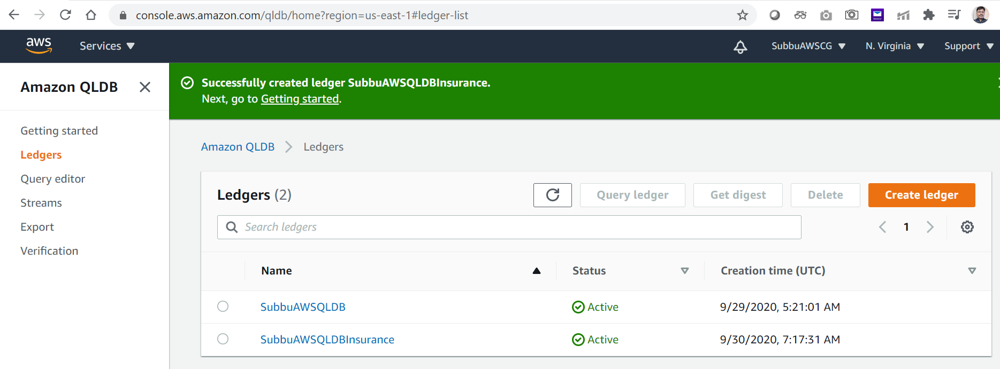 console.aws.amazon.com/qldb/home?region=us-east-1#ledger-list
aws
Services
SubbuAWSCG
N. Virginia
Support
Amazon QLDB
Successfully created ledger SubbuAWSQLDBInsurance.
Next, go to Getting started.
Getting started
Ledgers
Query editor
Streams
Export
Verification
Amazon QLDB
Ledgers
Ledgers (2)
Query ledger
Get digest
Delete
Create ledger
Search ledgers
1
Name
Status
Creation time (UTC)
SubbuAWSQLDB
Active
9/29/2020, 5:21:01 AM
SubbuAWSQLDBInsurance
Active
9/30/2020, 7:17:31 AM